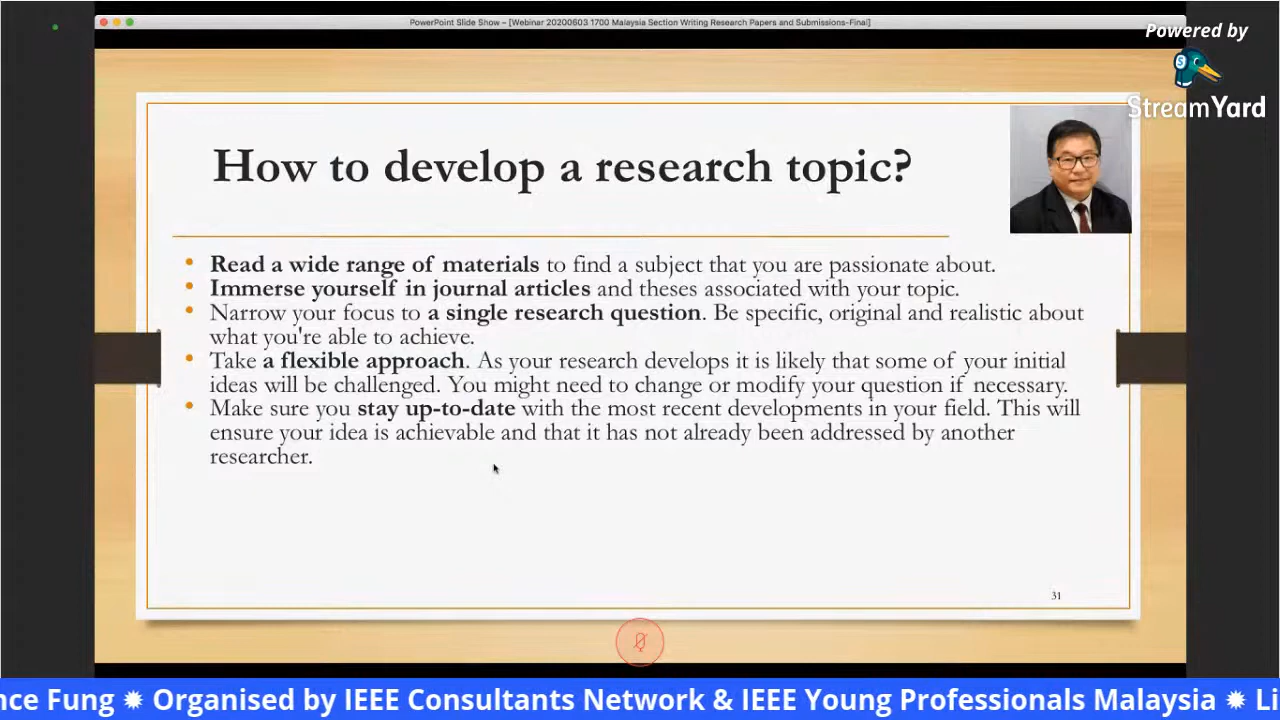 PowerPoint Slide Show – [Webinar 20200603 1700 Malaysia Section Writing Research Papers and Submissions-Final]
Powered by
S
StreamYard
How to develop a research topic?
• Read a wide range of materials to find a subject that you are passionate about.
• Immerse yourself in journal articles and theses associated with your topic.
• Narrow your focus to a single research question. Be specific, original and realistic about
what you're able to achieve.
• Take a flexible approach. As your research develops it is likely that some of your initial
ideas will be challenged. You might need to change or modify your question if necessary.
• Make sure you stay up-to-date with the most recent developments in your field. This will
ensure your idea is achievable and that it has not already been addressed by another
researcher.
31
nce Fung ✹ Organised by IEEE Consultants Network & IEEE Young Professionals Malaysia ✹ Li